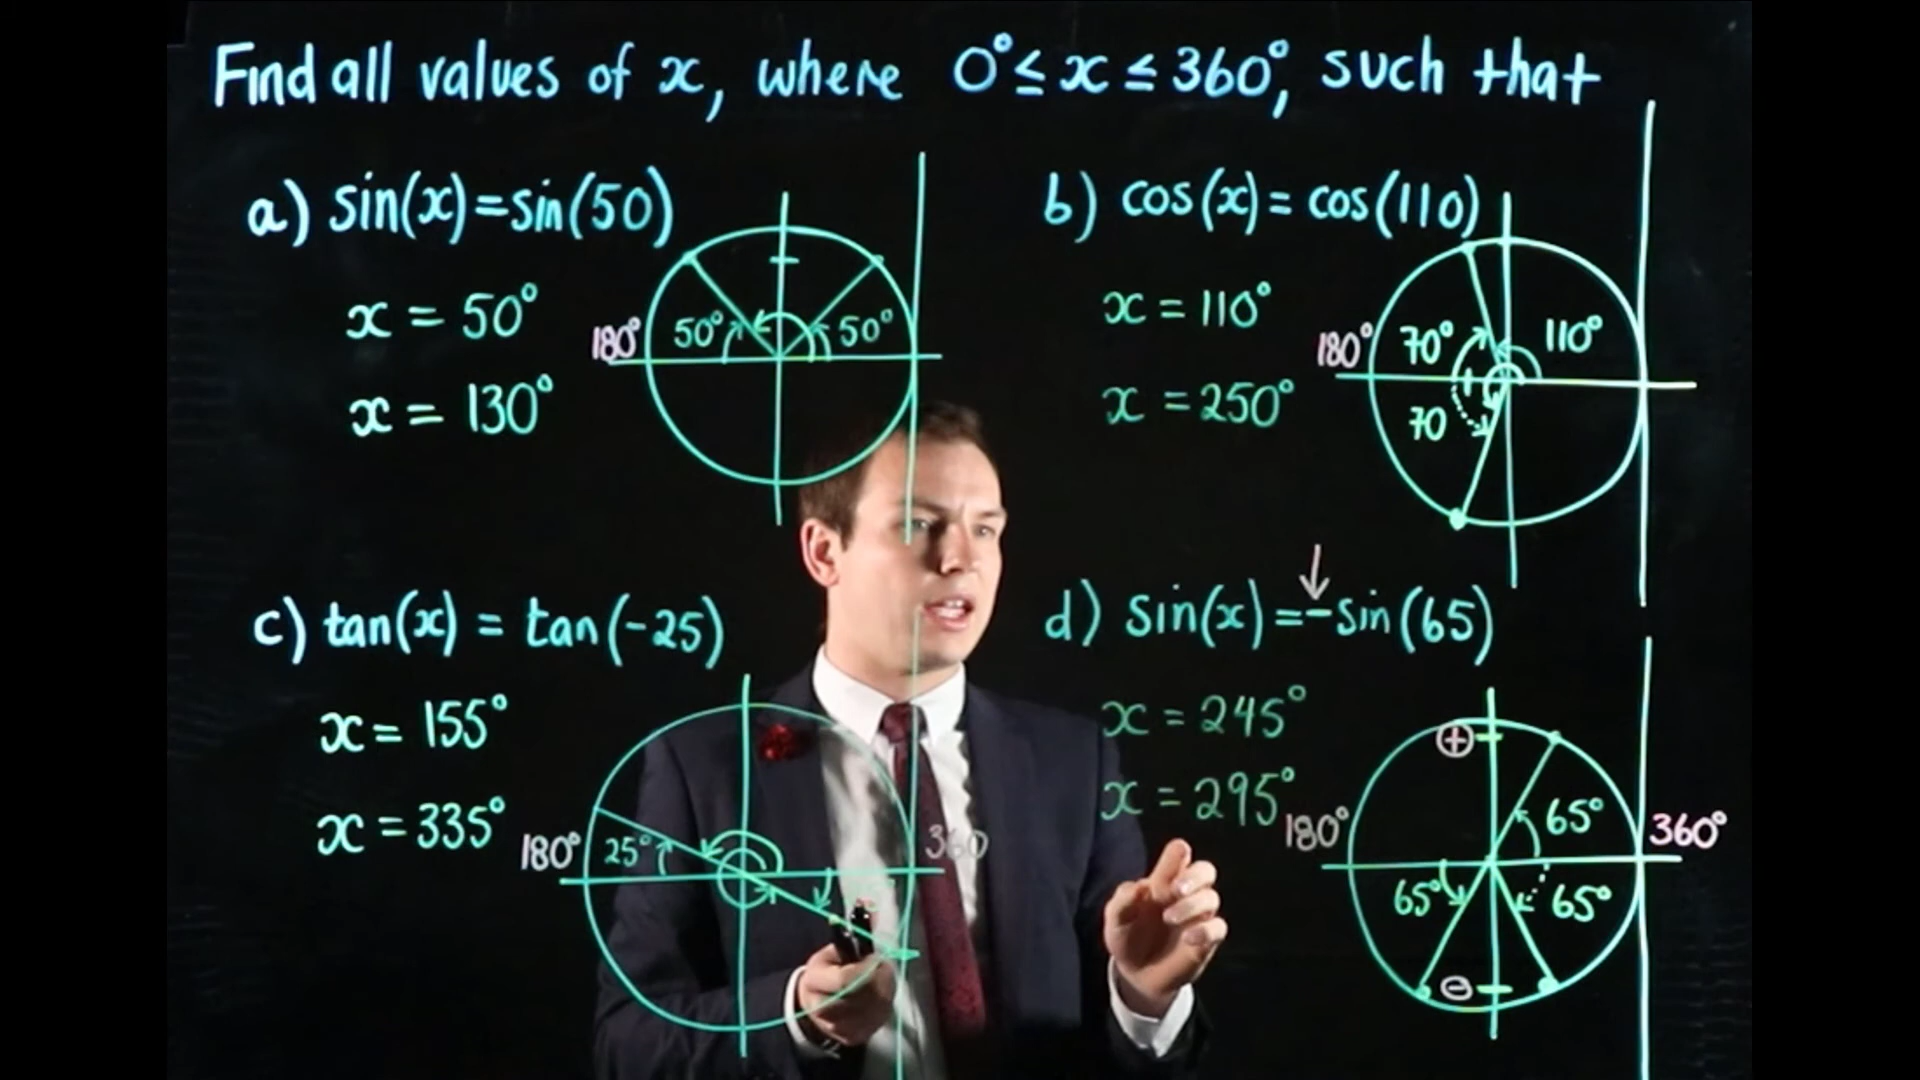 Find all values of x, where 0° ≤ x ≤ 360°, such that
a) sin(x)=sin(50)
x = 50°
x = 130°
180°
50°
50°
b) cos(x) = cos(110)
x = 110°
x = 250°
180°
70°
110°
70
c) tan(x) = tan(-25)
x = 155°
x = 335°
180°
25°
360
d) sin(x) = -sin(65)
x = 245°
x = 295°
180°
+
65°
360°
65°
65°
-